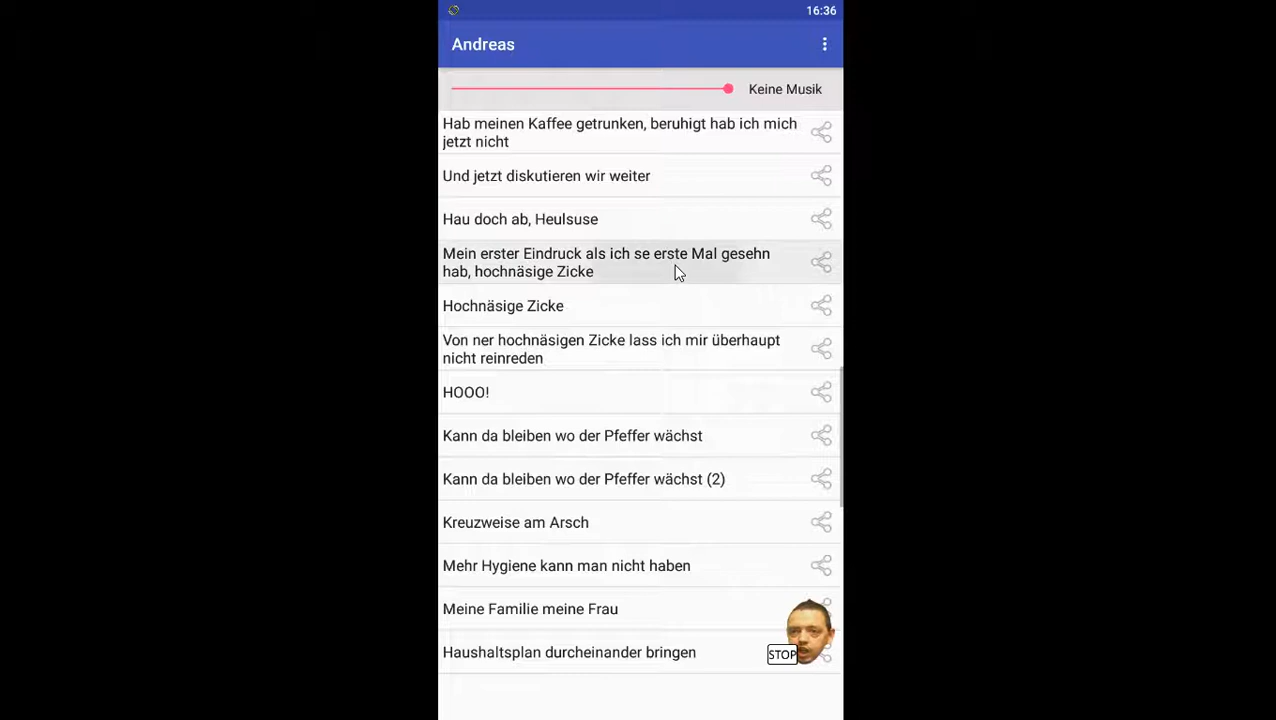 16:36
Andreas
Keine Musik
Hab meinen Kaffee getrunken, beruhigt hab ich mich
jetzt nicht
Und jetzt diskutieren wir weiter
Hau doch ab, Heulsuse
Mein erster Eindruck als ich se erste Mal gesehn
hab, hochnäsige Zicke
Hochnäsige Zicke
Von ner hochnäsigen Zicke lass ich mir überhaupt
nicht reinreden
HOOO!
Kann da bleiben wo der Pfeffer wächst
Kann da bleiben wo der Pfeffer wächst (2)
Kreuzweise am Arsch
Mehr Hygiene kann man nicht haben
Meine Familie meine Frau
Haushaltsplan durcheinander bringen
STOP